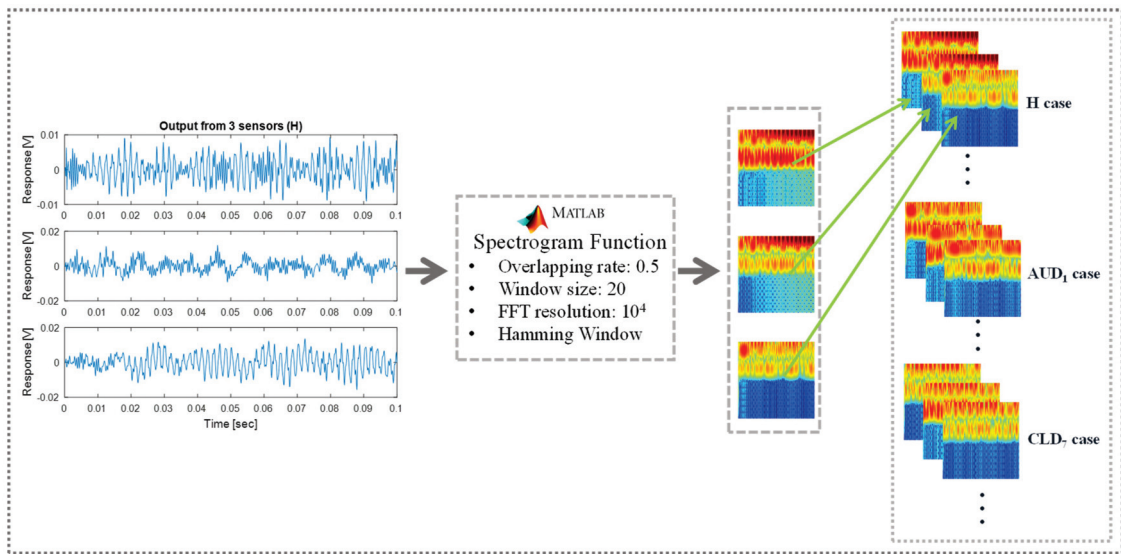 Output from 3 sensors (H)
Response [V]
0.01
0
-0.01
0 0.01 0.02 0.03 0.04 0.05 0.06 0.07 0.08 0.09 0.1
Response [V]
0.02
0
-0.02
0 0.01 0.02 0.03 0.04 0.05 0.06 0.07 0.08 0.09 0.1
Response [V]
0.02
0
-0.02
0 0.01 0.02 0.03 0.04 0.05 0.06 0.07 0.08 0.09 0.1
Time [sec]
MATLAB
Spectrogram Function
• Overlapping rate: 0.5
• Window size: 20
• FFT resolution: 10⁴
• Hamming Window
H case
AUD₁ case
CLD₇ case